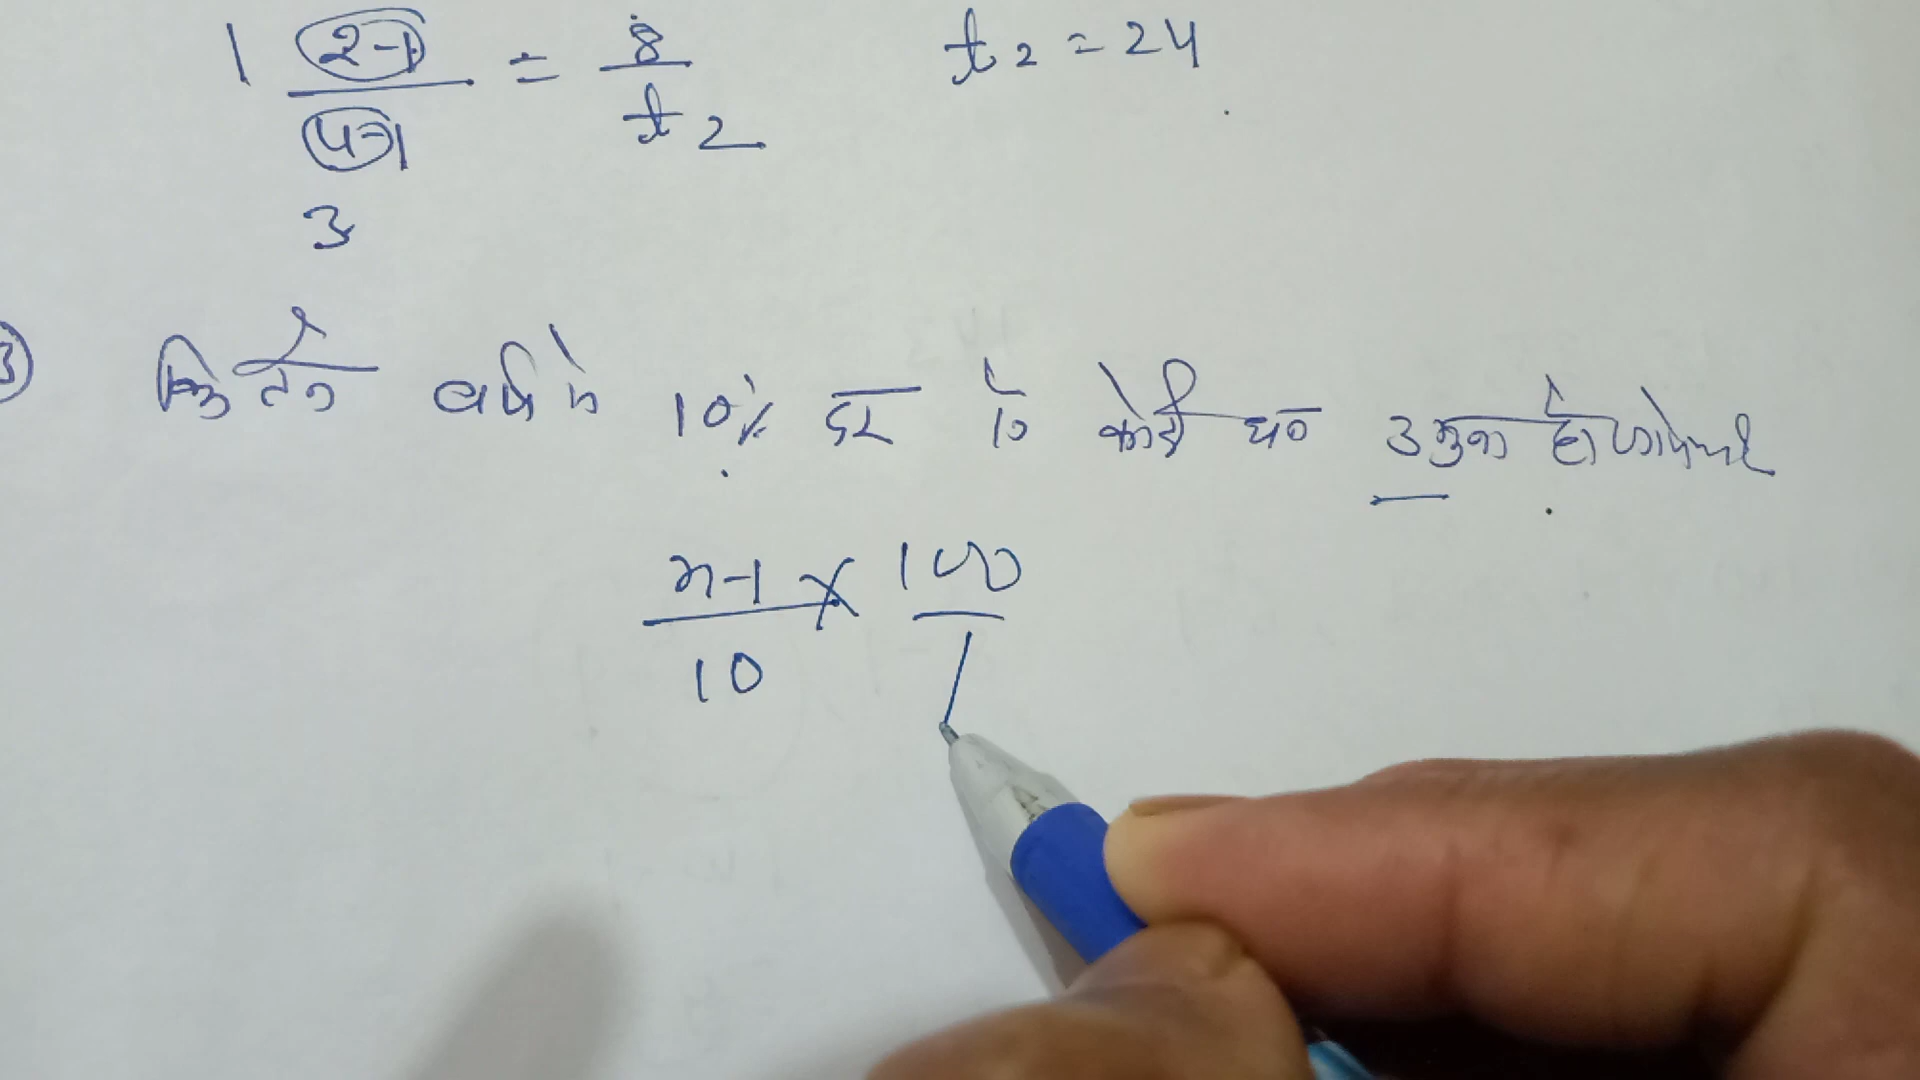 1 2-1 = 8 t₂ = 24
4-1 t₂
3
3 कितने वर्ष में 10% दर से कोई धन 3 गुना हो जायेगा
n-1 × 100
10 1